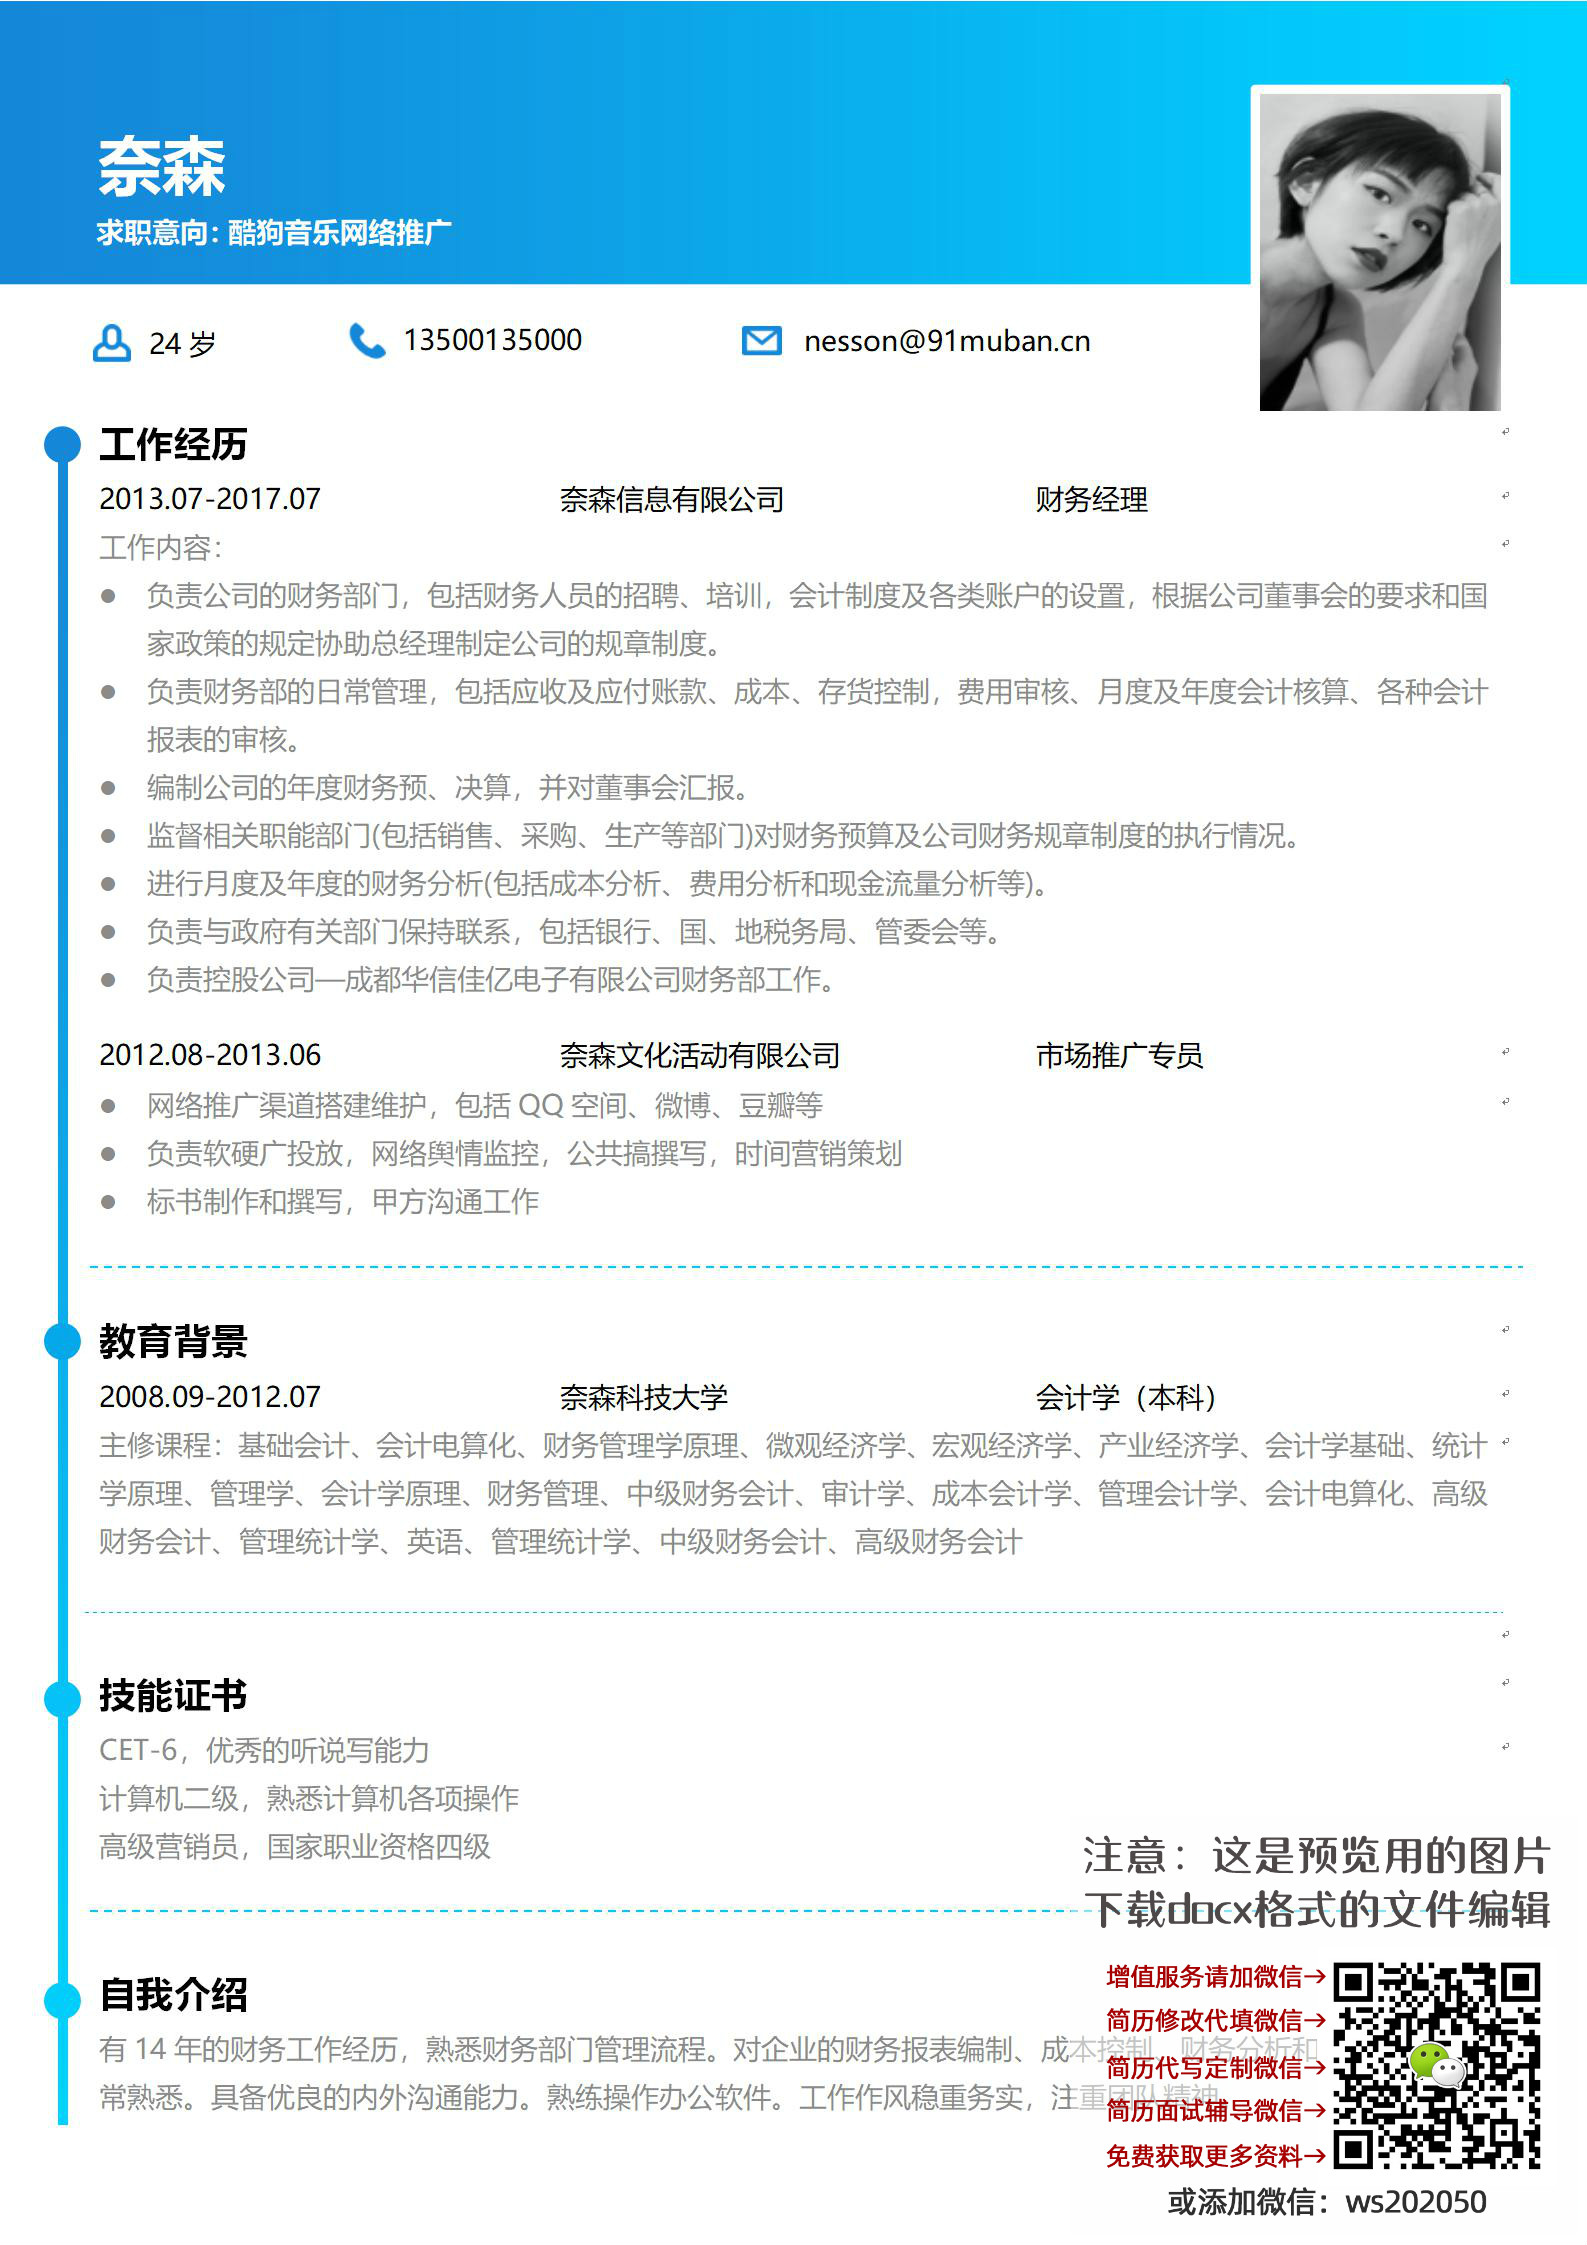 奈森
求职意向：酷狗音乐网络推广
24 岁
13500135000
nesson@91muban.cn
工作经历
2013.07-2017.07 奈森信息有限公司 财务经理
工作内容：
● 负责公司的财务部门，包括财务人员的招聘、培训，会计制度及各类账户的设置，根据公司董事会的要求和国
家政策的规定协助总经理制定公司的规章制度。
● 负责财务部的日常管理，包括应收及应付账款、成本、存货控制，费用审核、月度及年度会计核算、各种会计
报表的审核。
● 编制公司的年度财务预、决算，并对董事会汇报。
● 监督相关职能部门(包括销售、采购、生产等部门)对财务预算及公司财务规章制度的执行情况。
● 进行月度及年度的财务分析(包括成本分析、费用分析和现金流量分析等)。
● 负责与政府有关部门保持联系，包括银行、国、地税务局、管委会等。
● 负责控股公司—成都华信佳亿电子有限公司财务部工作。
2012.08-2013.06 奈森文化活动有限公司 市场推广专员
● 网络推广渠道搭建维护，包括 QQ 空间、微博、豆瓣等
● 负责软硬广投放，网络舆情监控，公共搞撰写，时间营销策划
● 标书制作和撰写，甲方沟通工作
教育背景
2008.09-2012.07 奈森科技大学 会计学（本科）
主修课程：基础会计、会计电算化、财务管理学原理、微观经济学、宏观经济学、产业经济学、会计学基础、统计
学原理、管理学、会计学原理、财务管理、中级财务会计、审计学、成本会计学、管理会计学、会计电算化、高级
财务会计、管理统计学、英语、管理统计学、中级财务会计、高级财务会计
技能证书
CET-6，优秀的听说写能力
计算机二级，熟悉计算机各项操作
高级营销员，国家职业资格四级
自我介绍
有 14 年的财务工作经历，熟悉财务部门管理流程。对企业的财务报表编制、成本控制、财务分析和
常熟悉。具备优良的内外沟通能力。熟练操作办公软件。工作作风稳重务实，注重团队精神
注意：这是预览用的图片
下载docx格式的文件编辑
增值服务请加微信→
简历修改代填微信→
简历代写定制微信→
简历面试辅导微信→
免费获取更多资料→
或添加微信：ws202050